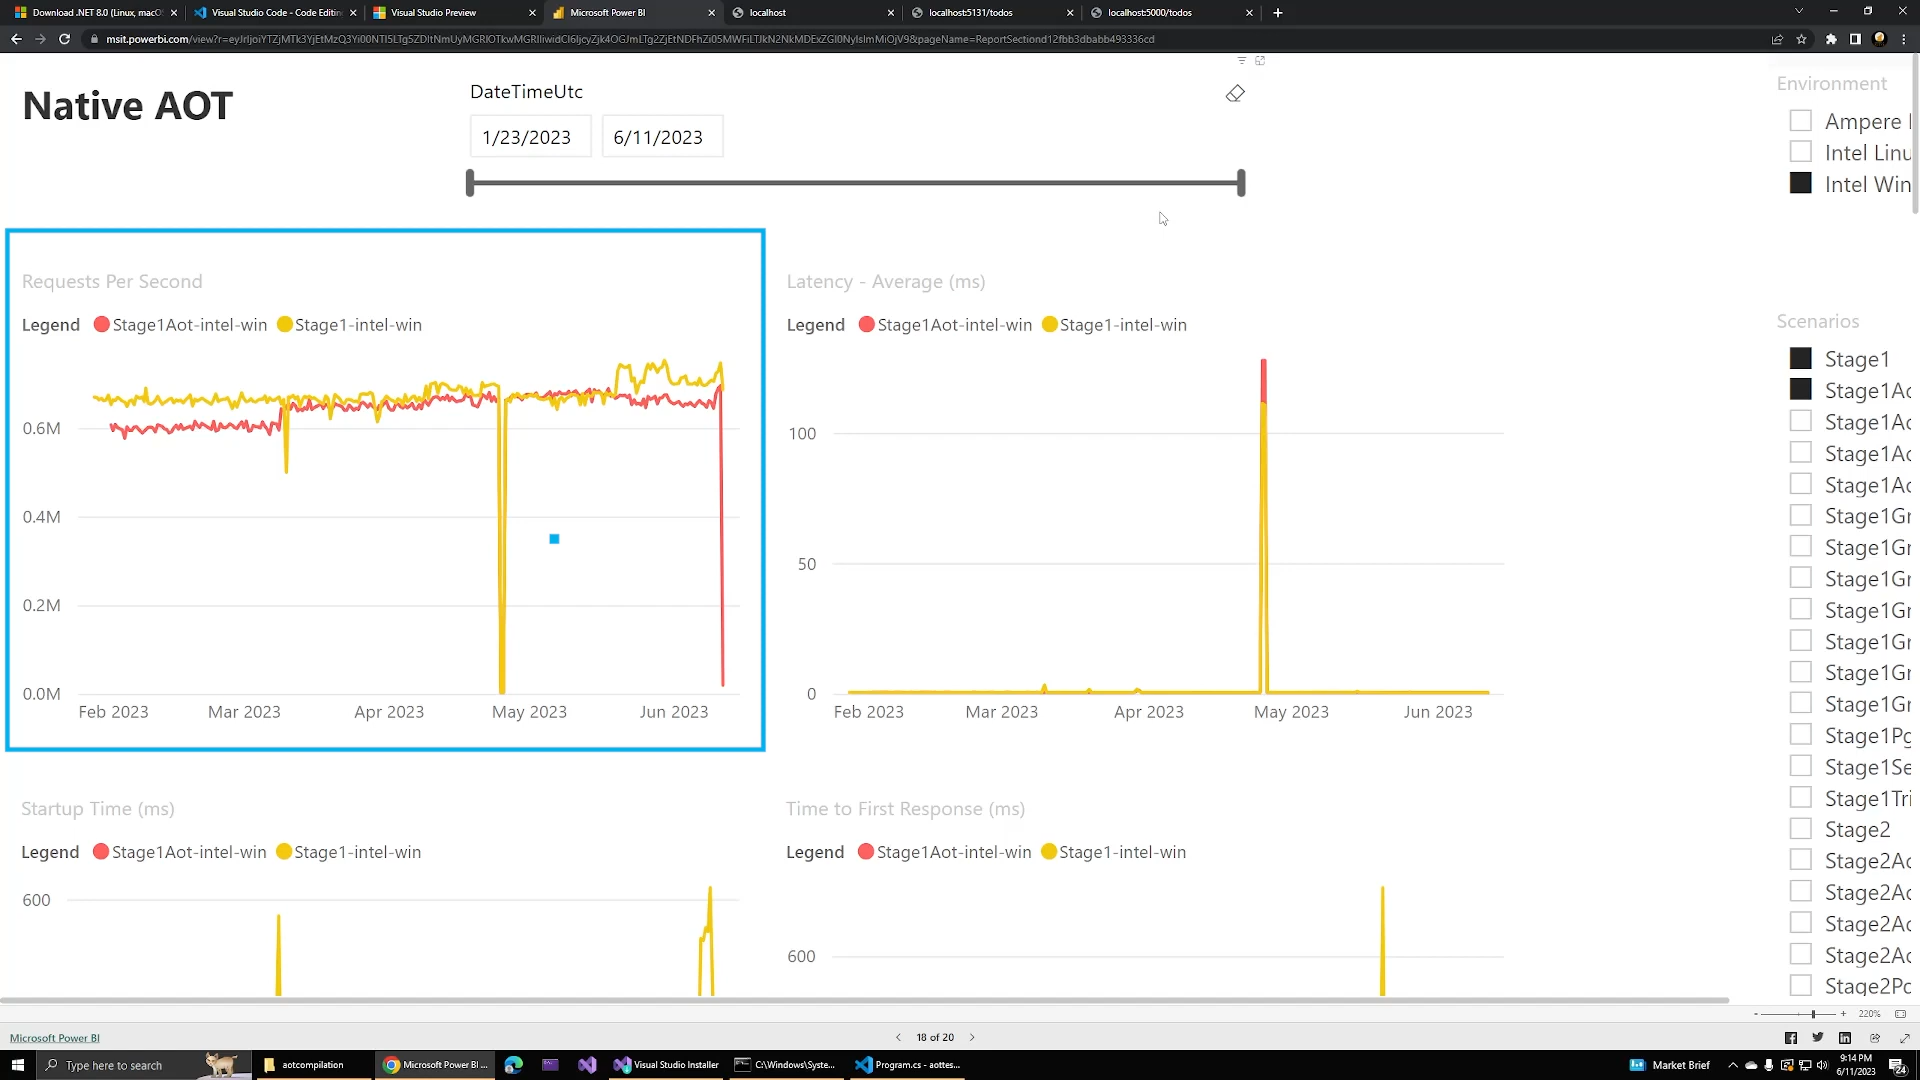 Download .NET 8.0 (Linux, macO
Visual Studio Code - Code Editin
Visual Studio Preview
Microsoft Power BI
localhost
localhost:5131/todos
localhost:5000/todos
Native AOT
DateTimeUtc
1/23/2023
6/11/2023
Environment
Ampere
Intel Linu
Intel Win
Requests Per Second
Legend Stage1Aot-intel-win Stage1-intel-win
0.6M
0.4M
0.2M
0.0M
Feb 2023 Mar 2023 Apr 2023 May 2023 Jun 2023
Latency - Average (ms)
Legend Stage1Aot-intel-win Stage1-intel-win
100
50
0
Feb 2023 Mar 2023 Apr 2023 May 2023 Jun 2023
Scenarios
Stage1
Stage1Ac
Stage1Ac
Stage1Ac
Stage1Ac
Stage1Gr
Stage1Gr
Stage1Gr
Stage1Gr
Stage1Gr
Stage1Gr
Stage1Gr
Stage1Pg
Stage1Se
Stage1Tri
Stage2
Stage2Ac
Stage2Ac
Stage2Ac
Stage2Ac
Stage2Pc
Startup Time (ms)
Legend Stage1Aot-intel-win Stage1-intel-win
600
Time to First Response (ms)
Legend Stage1Aot-intel-win Stage1-intel-win
600
- + 220%
Microsoft Power BI
18 of 20
Type here to search
aotcompilation
Microsoft Power BI ...
Visual Studio Installer
C:\Windows\Syste...
Program.cs - aottes...
Market Brief
9:14 PM
6/11/2023
24